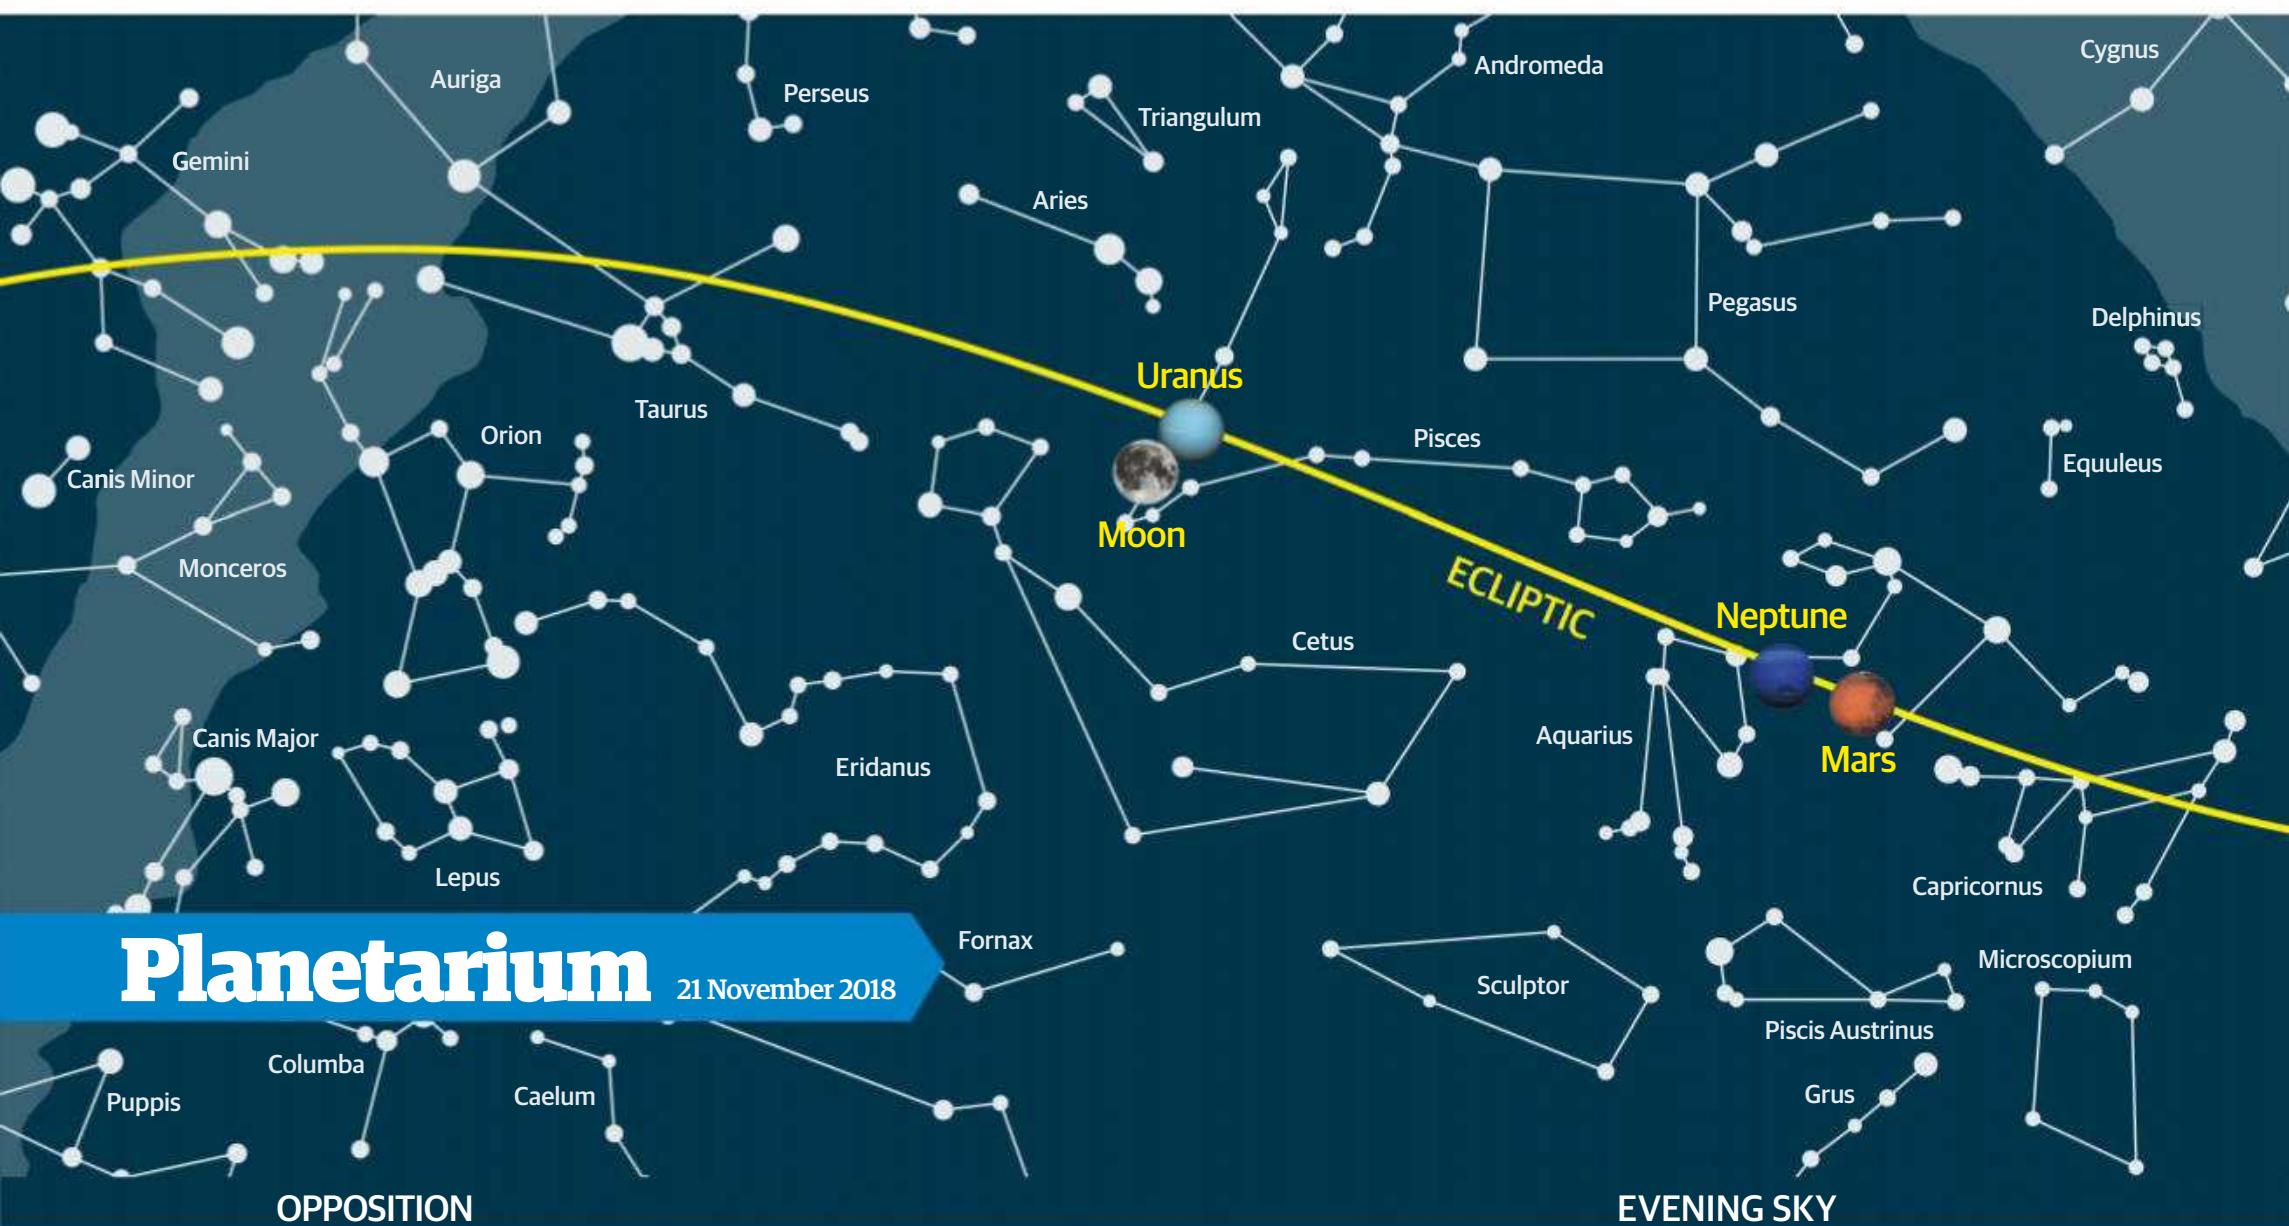 Cygnus
Andromeda
Auriga
Perseus
Triangulum
Gemini
Aries
Pegasus
Delphinus
Uranus
Taurus
Orion
Pisces
Equuleus
Canis Minor
Moon
Monceros
ECLIPTIC
Neptune
Cetus
Aquarius
Canis Major
Mars
Eridanus
Lepus
Capricornus
Fornax
Microscopium
Planetarium 21 November 2018
Sculptor
Piscis Austrinus
Columba
Caelum
Grus
Puppis
OPPOSITION
EVENING SKY